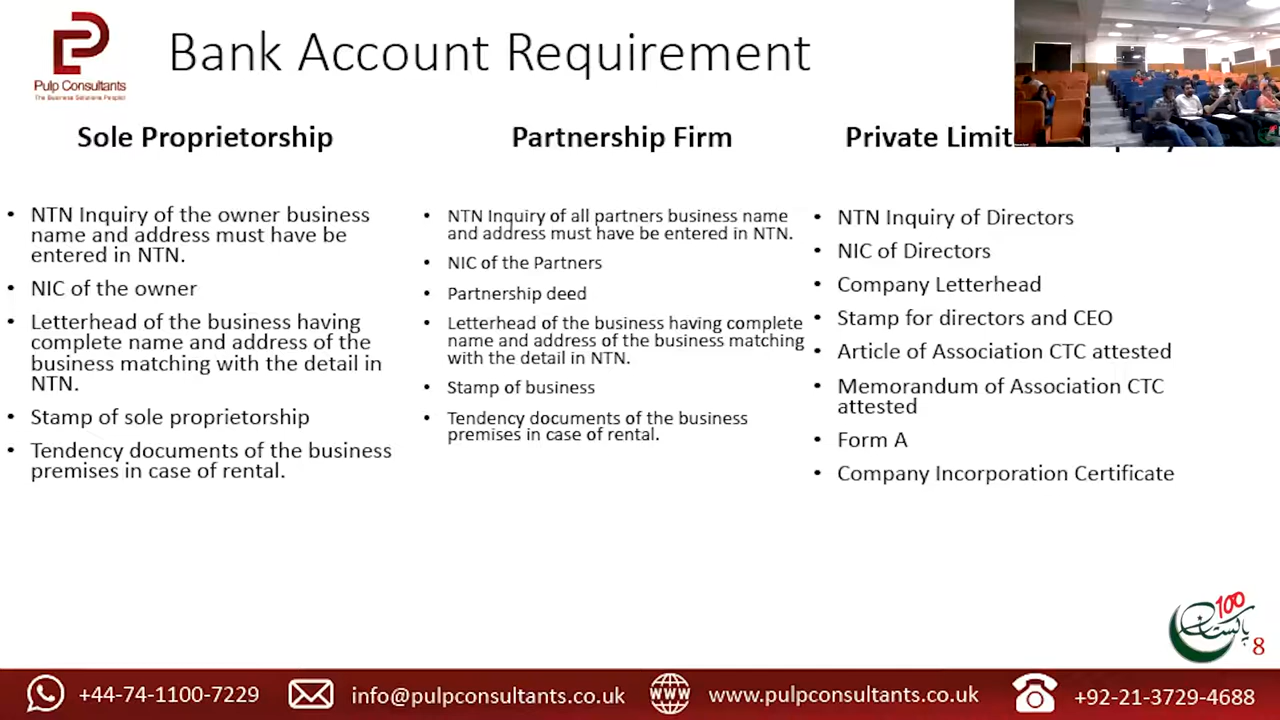 Pulp Consultants
The Business Solutions People!
Bank Account Requirement
Sole Proprietorship
• NTN Inquiry of the owner business
name and address must have be
entered in NTN.
• NIC of the owner
• Letterhead of the business having
complete name and address of the
business matching with the detail in
NTN.
• Stamp of sole proprietorship
• Tendency documents of the business
premises in case of rental.
Partnership Firm
• NTN Inquiry of all partners business name
and address must have be entered in NTN.
• NIC of the Partners
• Partnership deed
• Letterhead of the business having complete
name and address of the business matching
with the detail in NTN.
• Stamp of business
• Tendency documents of the business
premises in case of rental.
Private
• NTN Inquiry of Directors
• NIC of Directors
• Company Letterhead
• Stamp for directors and CEO
• Article of Association CTC attested
• Memorandum of Association CTC
attested
• Form A
• Company Incorporation Certificate
100
پاکستان
8
+44-74-1100-7229
info@pulpconsultants.co.uk
www.pulpconsultants.co.uk
+92-21-3729-4688